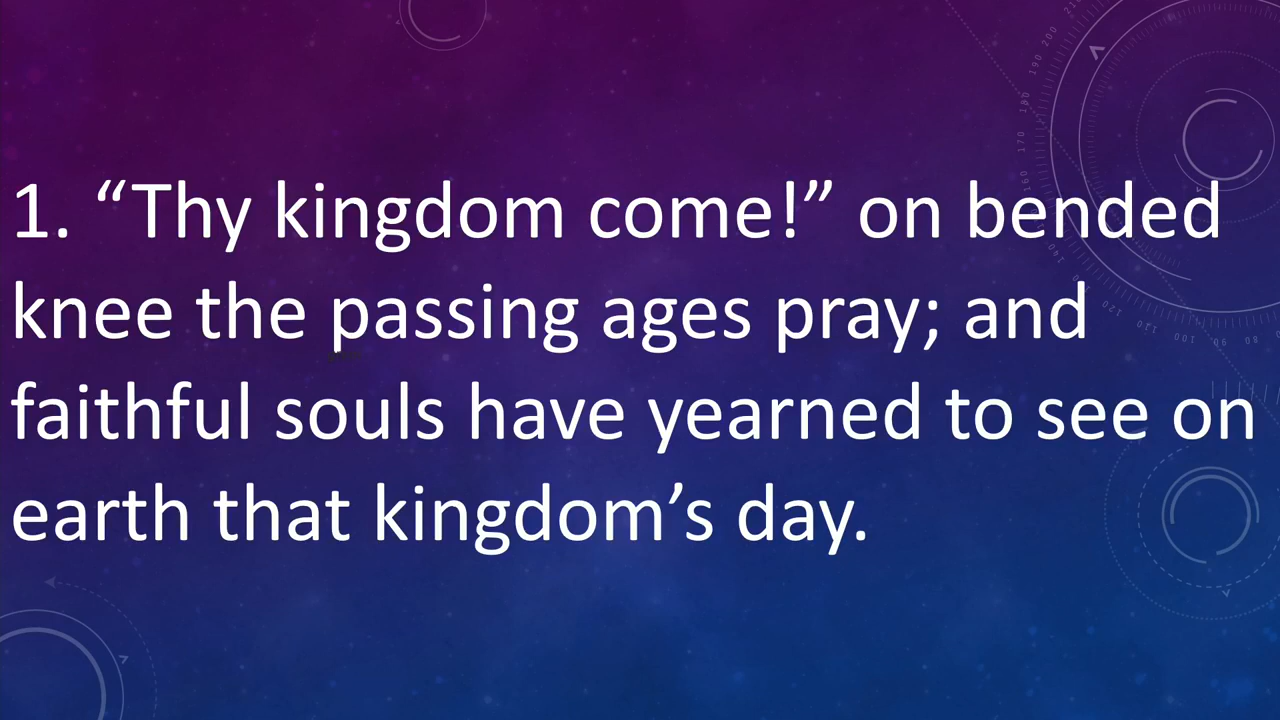 1. “Thy kingdom come!” on bended
knee the passing ages pray; and
faithful souls have yearned to see on
earth that kingdom’s day.